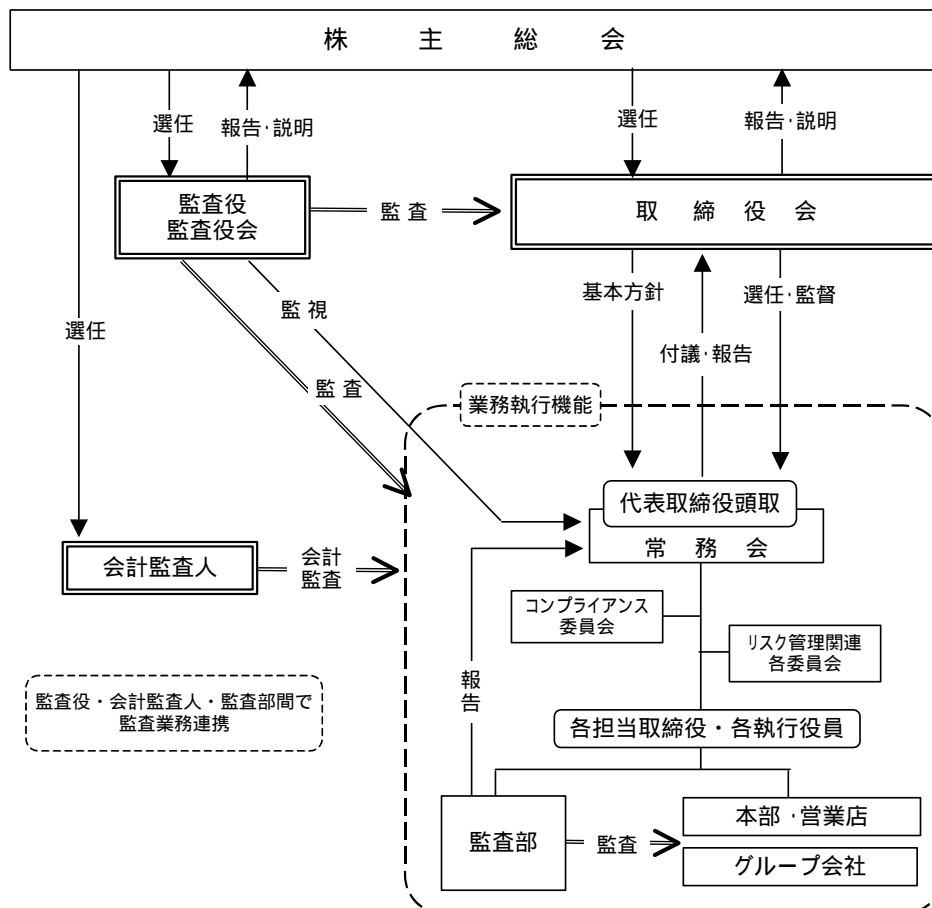 株主総会
選任
報告・説明
選任
報告・説明
監査役
監査役会
監査
取締役会
監視
基本方針
選任・監督
選任
付議・報告
監査
業務執行機能
代表取締役頭取
常務会
会計監査人
会計
監査
コンプライアンス
委員会
リスク管理関連
各委員会
報告
監査役・会計監査人・監査部間で
監査業務連携
各担当取締役・各執行役員
監査部
監査
本部・営業店
グループ会社